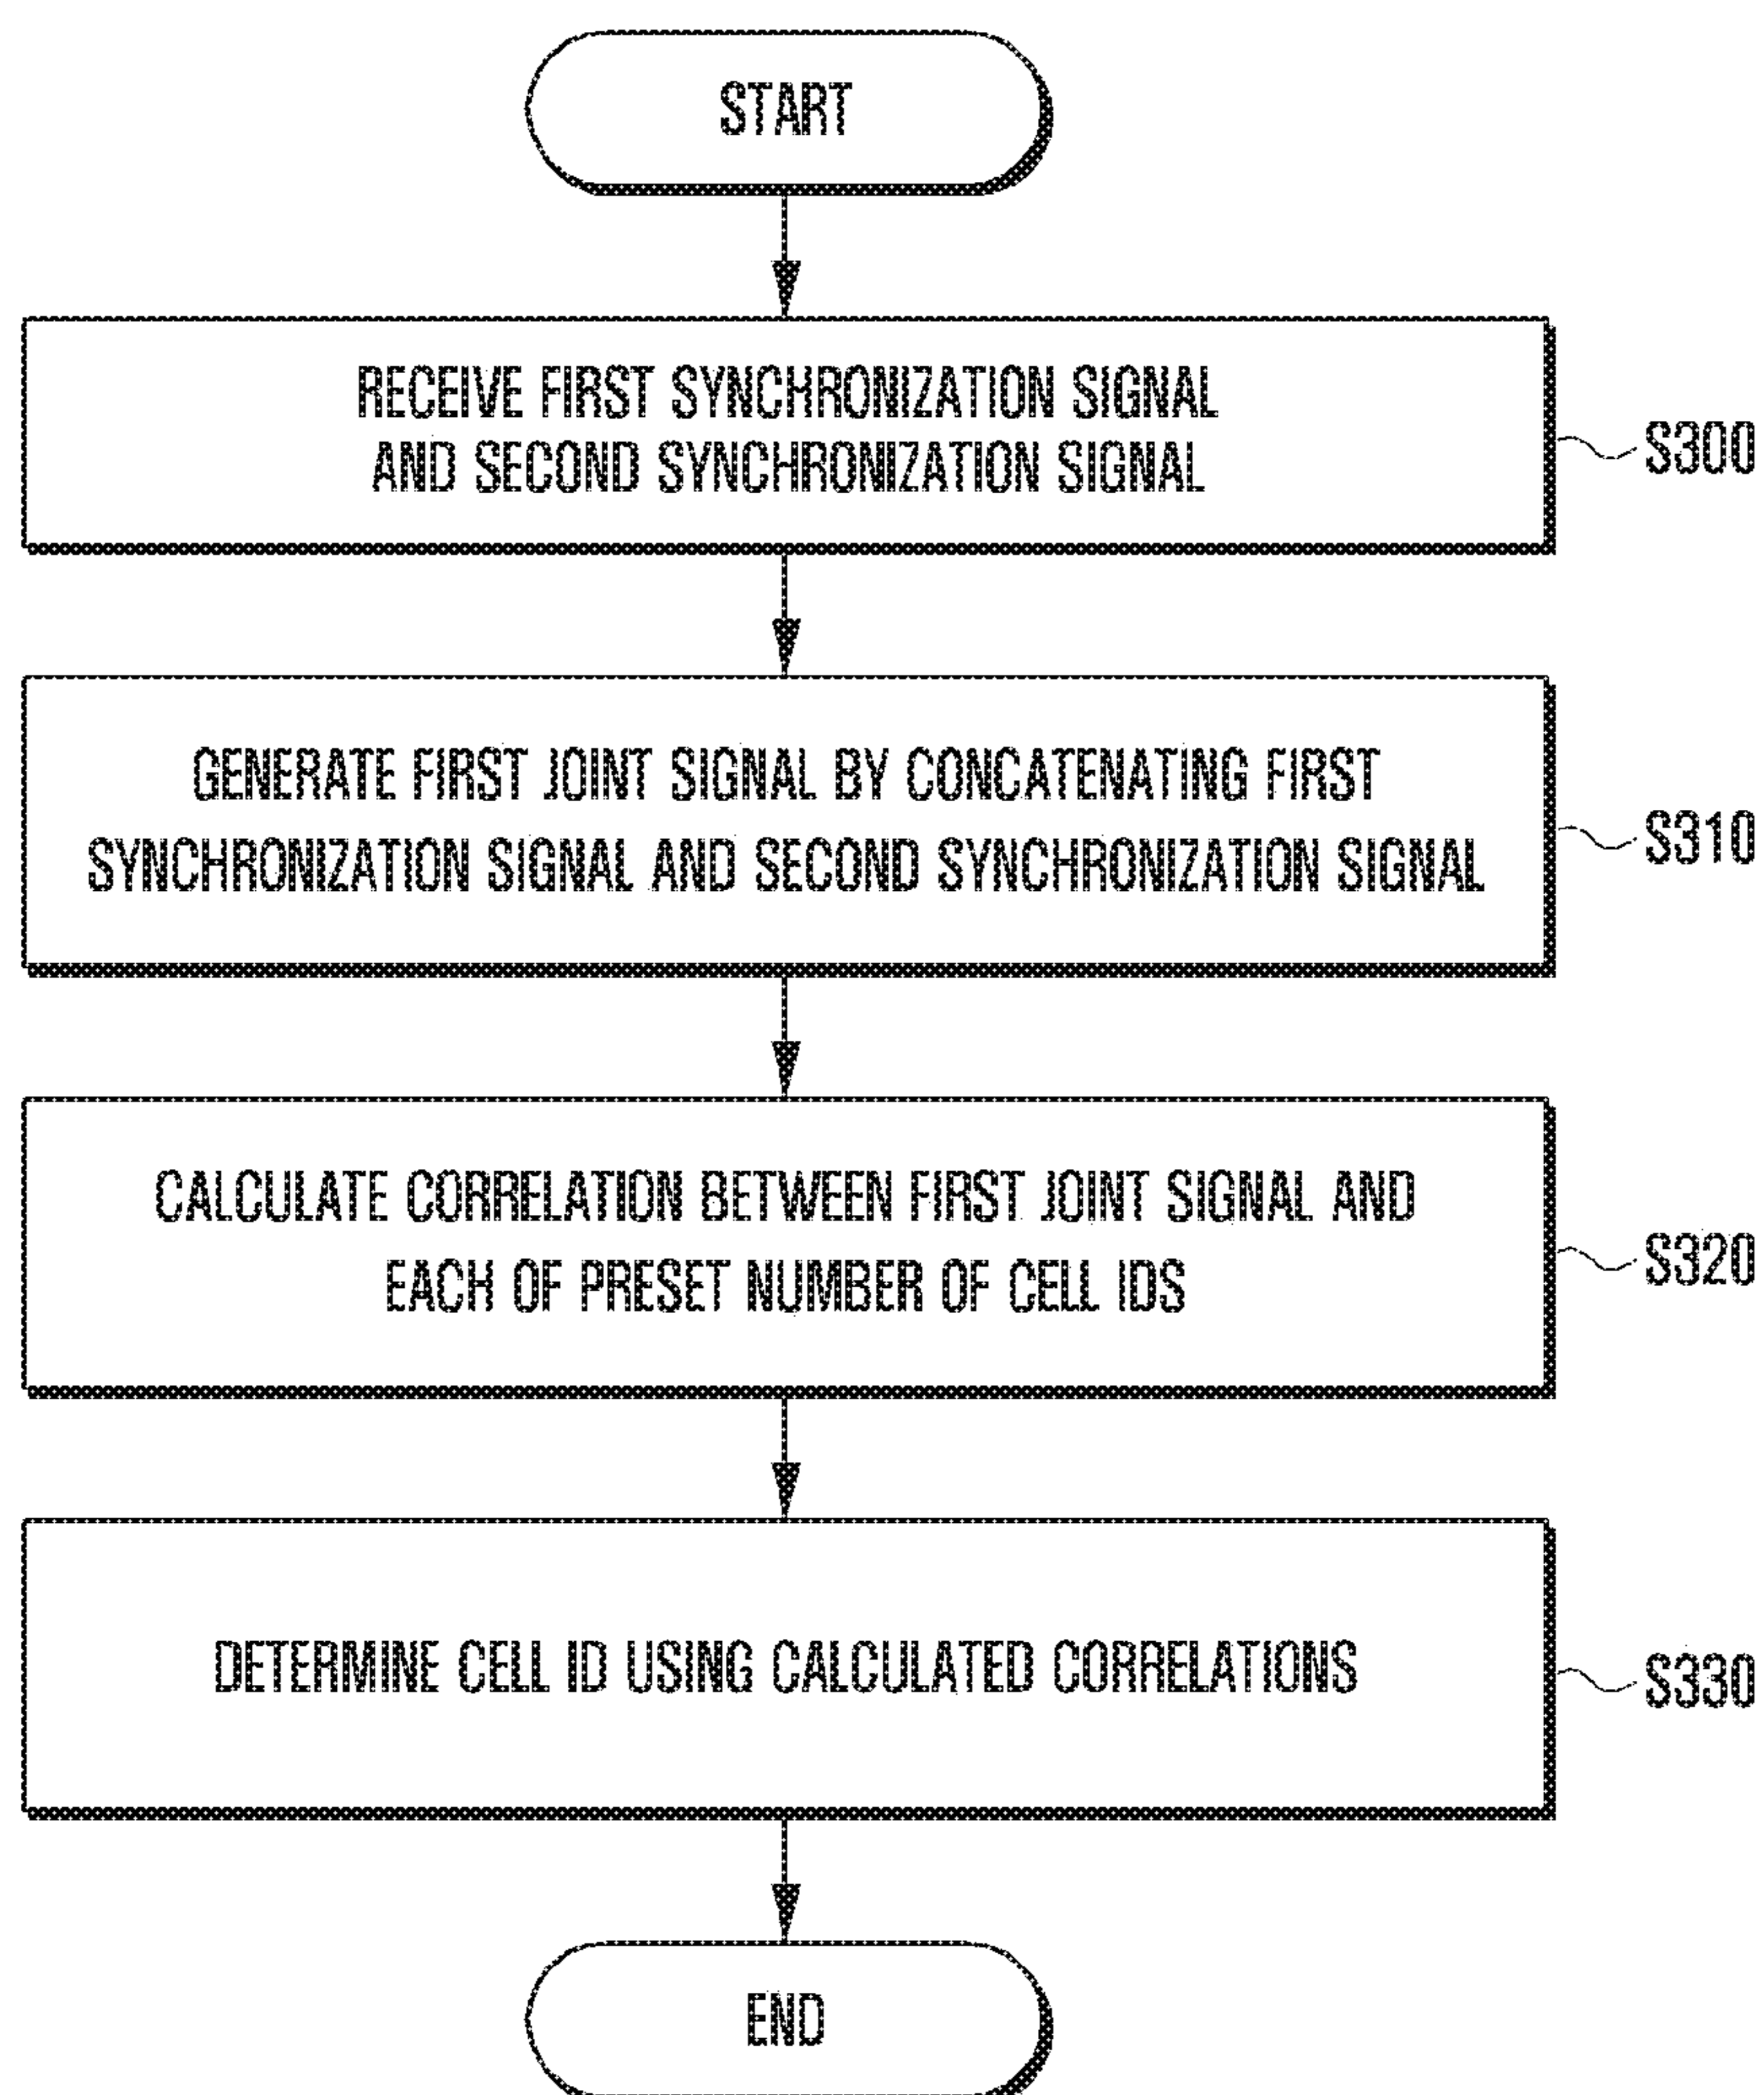 START
RECEIVE FIRST SYNCHRONIZATION SIGNAL
AND SECOND SYNCHRONIZATION SIGNAL
S300
GENERATE FIRST JOINT SIGNAL BY CONCATENATING FIRST
SYNCHRONIZATION SIGNAL AND SECOND SYNCHRONIZATION SIGNAL
S310
CALCULATE CORRELATION BETWEEN FIRST JOINT SIGNAL AND
EACH OF PRESET NUMBER OF CELL IDS
S320
DETERMINE CELL ID USING CALCULATED CORRELATIONS
S330
END